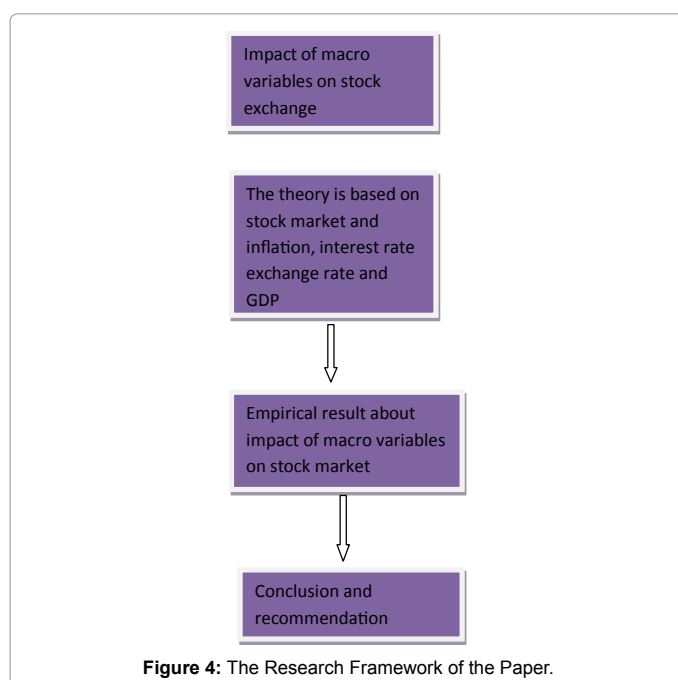 Impact of macro
variables on stock
exchange
The theory is based on
stock market and
inflation, interest rate
exchange rate and
GDP
Empirical result about
impact of macro variables
on stock market
Conclusion and
recommendation
Figure 4: The Research Framework of the Paper.